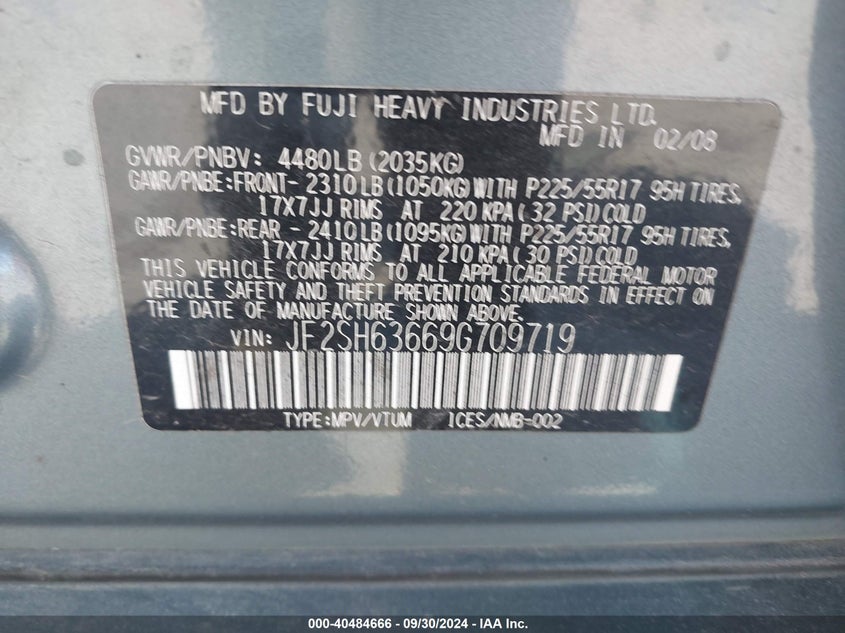 MFD BY FUJI HEAVY INDUSTRIES LTD.
MFD IN 02/08
GVWR/PNBV: 4480LB(2035KG)
GAWR/PNBE:FRONT- 2310LB(1050KG)WITH P225/55R17 95H TIRES,
17X7JJ RIMS AT 220 KPA(32 PSI)COLD
GAWR/PNBE:REAR - 2410LB(1095KG)WITH P225/55R17 95H TIRES,
17X7JJ RIMS AT 210 KPA(30 PSI)COLD
THIS VEHICLE CONFORMS TO ALL APPLICABLE FEDERAL MOTOR
VEHICLE SAFETY AND THEFT PREVENTION STANDARDS IN EFFECT ON
THE DATE OF MANUFACTURE SHOWN ABOVE.
VIN: JF2SH63669G709719
TYPE:MPV/VTUM ICES/NMB-002
000-40484666 - 09/30/2024 - IAA Inc.